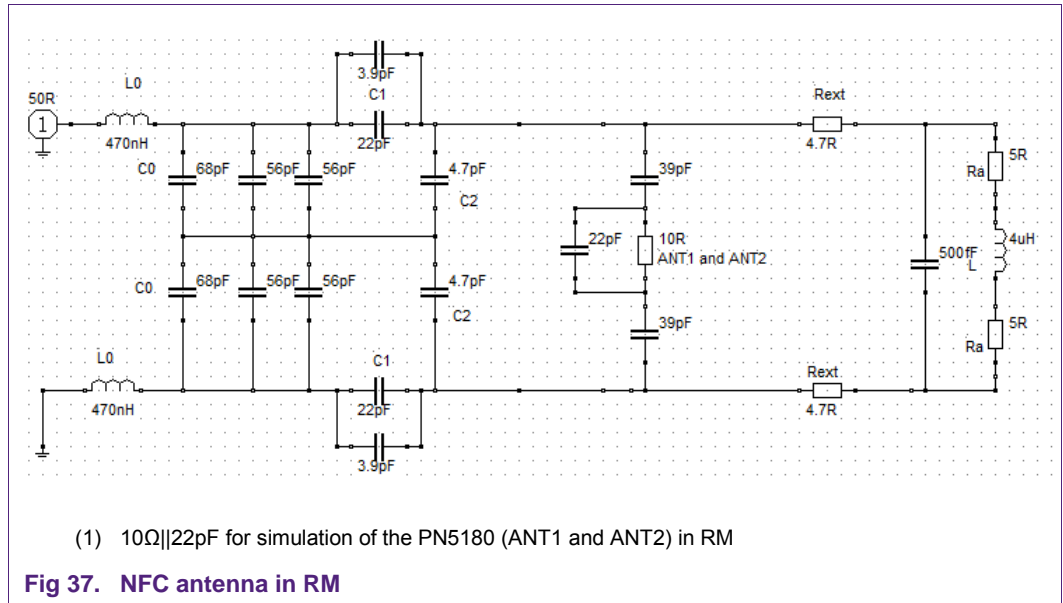 3.9pF
L0
C1
Rext
50R
1
470nH
22pF
4.7R
C0
68pF
56pF
56pF
4.7pF
39pF
5R
Ra
C2
22pF
10R
4uH
ANT1 and ANT2
500fF
L
C0
68pF
56pF
56pF
4.7pF
C2
39pF
5R
Ra
L0
C1
Rext
470nH
22pF
4.7R
3.9pF
(1) 10Ω||22pF for simulation of the PN5180 (ANT1 and ANT2) in RM
Fig 37. NFC antenna in RM